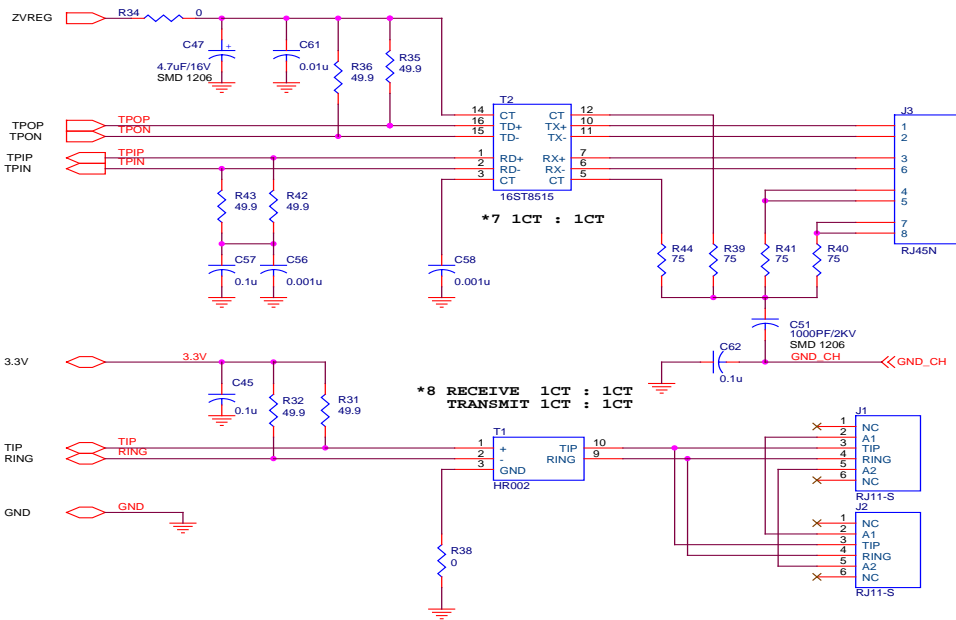 ZVREG
R34
0
C47
4.7uF/16V
SMD 1206
+
C61
0.01u
R36
49.9
R35
49.9
TPOP
TPOP
TPON
TPON
TPIP
TPIP
TPIN
TPIN
R43
49.9
R42
49.9
C57
0.1u
C56
0.001u
C58
0.001u
T2
14 CT CT 12
16 TD+ TX+ 10
15 TD- TX- 11
1 RD+ RX+ 7
2 RD- RX- 6
3 CT CT 5
16ST8515
*7 1CT : 1CT
J3
1
2
3
6
4
5
7
8
RJ45N
R44
75
R39
75
R41
75
R40
75
C51
1000PF/2KV
SMD 1206
C62
0.1u
GND_CH
GND_CH
3.3V
3.3V
C45
0.1u
R32
49.9
R31
49.9
*8 RECEIVE 1CT : 1CT
TRANSMIT 1CT : 1CT
TIP
TIP
RING
RING
T1
1 + TIP 10
2 - RING 9
3 GND
HR002
GND
GND
R38
0
J1
1 NC
2 A1
3 TIP
4 RING
5 A2
6 NC
RJ11-S
J2
1 NC
2 A1
3 TIP
4 RING
5 A2
6 NC
RJ11-S